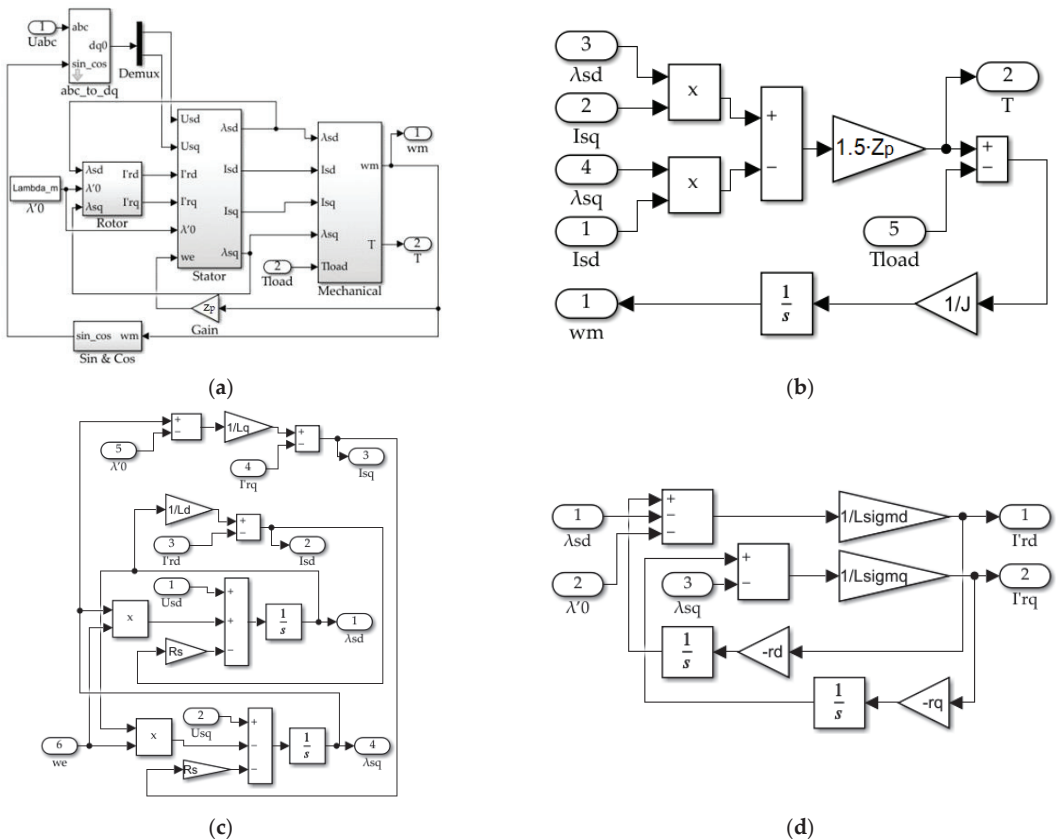 1
Uabc
abc
dq0
sin_cos
abc_to_dq
Demux
Lambda_m
λ'0
λsd
λ'0
λsq
I'rd
I'rq
Rotor
Usd
Usq
I'rd
I'rq
λ'0
we
λsd
Isd
Isq
λsq
Stator
2
Tload
λsd
Isd
Isq
λsq
Tload
wm
T
Mechanical
1
wm
2
T
Zp
Gain
sin_cos wm
Sin & Cos
(a)
3
λsd
2
Isq
4
λsq
1
Isd
x
x
+
−
1.5·Zp
2
T
+
−
5
Tload
1/J
1
s
1
wm
(b)
5
λ'0
+
−
1/Lq
4
I'rq
+
−
3
Isq
1/Ld
3
I'rd
+
−
2
Isd
1
Usd
x
Rs
+
+
−
1
s
1
λsd
2
Usq
6
we
x
Rs
+
−
−
1
s
4
λsq
(c)
1
λsd
2
λ'0
+
−
−
3
λsq
+
−
1/Lsigmd
1/Lsigmq
1
I'rd
2
I'rq
1
s
-rd
1
s
-rq
(d)